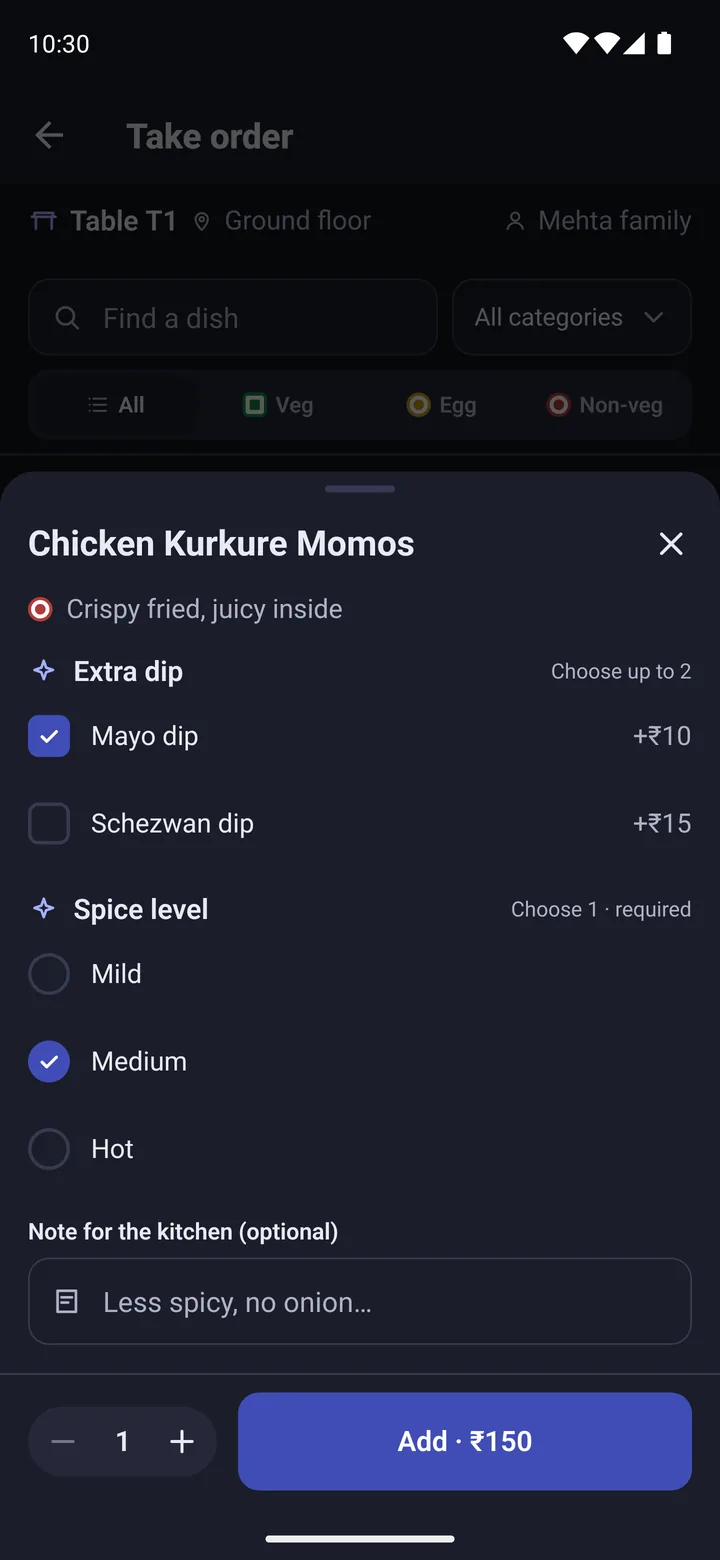 10:30
Take order
Table T1 Ground floor Mehta family
Find a dish All categories
All Veg Egg Non-veg
Chicken Kurkure Momos
Crispy fried, juicy inside
Extra dip Choose up to 2
Mayo dip +₹10
Schezwan dip +₹15
Spice level Choose 1 · required
Mild
Medium
Hot
Note for the kitchen (optional)
Less spicy, no onion...
1 Add · ₹150